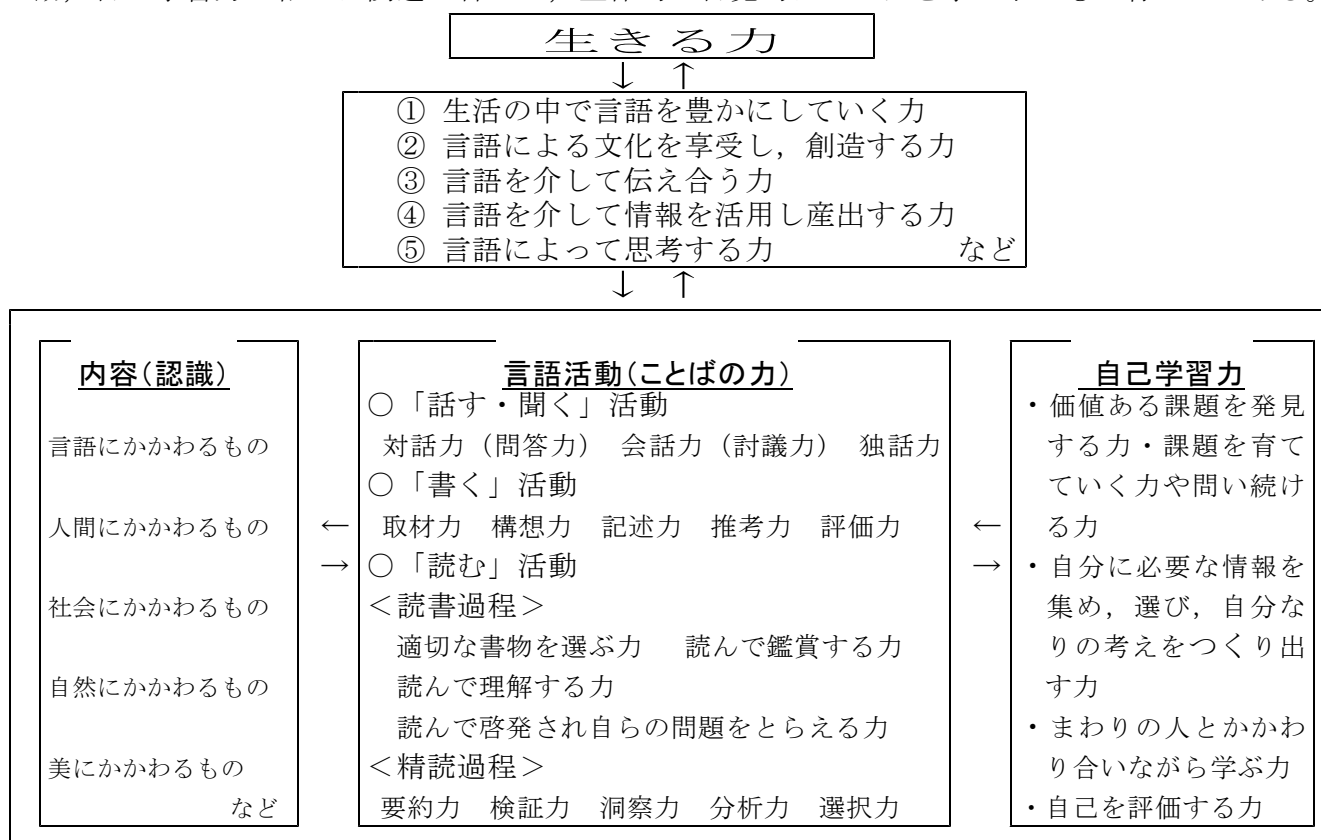 生きる力
↓ ↑
① 生活の中で言語を豊かにしていく力
② 言語による文化を享受し，創造する力
③ 言語を介して伝え合う力
④ 言語を介して情報を活用し産出する力
⑤ 言語によって思考する力 など
↓ ↑
内容(認識)
言語にかかわるもの
人間にかかわるもの
社会にかかわるもの
自然にかかわるもの
美にかかわるもの
など
←
→
言語活動(ことばの力)
○「話す・聞く」活動
対話力（問答力） 会話力（討議力） 独話力
○「書く」活動
取材力 構想力 記述力 推考力 評価力
○「読む」活動
＜読書過程＞
適切な書物を選ぶ力 読んで鑑賞する力
読んで理解する力
読んで啓発され自らの問題をとらえる力
＜精読過程＞
要約力 検証力 洞察力 分析力 選択力
←
→
自己学習力
・価値ある課題を発見
する力・課題を育て
ていく力や問い続け
る力
・自分に必要な情報を
集め，選び，自分な
りの考えをつくり出
す力
・まわりの人とかかわ
り合いながら学ぶ力
・自己を評価する力